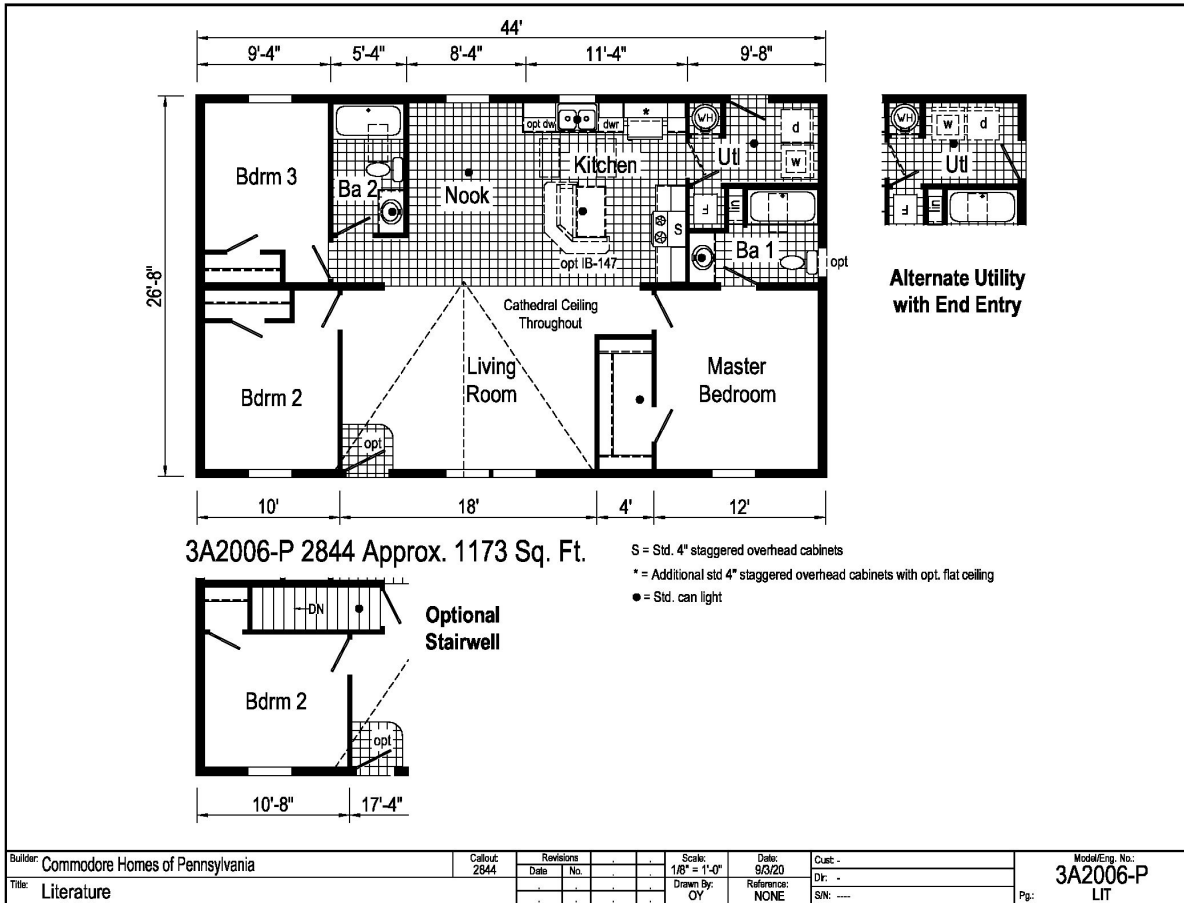 44'
9'-4"
5'-4"
8'-4"
11'-4"
9'-8"
26'-8"
opt dw
dwr
*
WH
d
w
Utl
Kitchen
Bdrm 3
Ba 2
Nook
S
F
lin
Ba 1
opt
opt IB-147
Cathedral Ceiling
Throughout
Living
Room
Master
Bedroom
Bdrm 2
opt
10'
18'
4'
12'
WH
w
d
Utl
F
lin
Alternate Utility
with End Entry
3A2006-P 2844 Approx. 1173 Sq. Ft.
S = Std. 4" staggered overhead cabinets
* = Additional std 4" staggered overhead cabinets with opt. flat ceiling
● = Std. can light
DN
Optional
Stairwell
Bdrm 2
opt
10'-8"
17'-4"
Builder: Commodore Homes of Pennsylvania
Title: Literature
Callout:
2844
Revisions
Date No.
Scale:
1/8" = 1'-0"
Date:
9/3/20
Drawn By:
OY
Reference:
NONE
Cust: -
Dlr: -
S/N: ----
Model/Eng. No.:
3A2006-P
Pg.: LIT